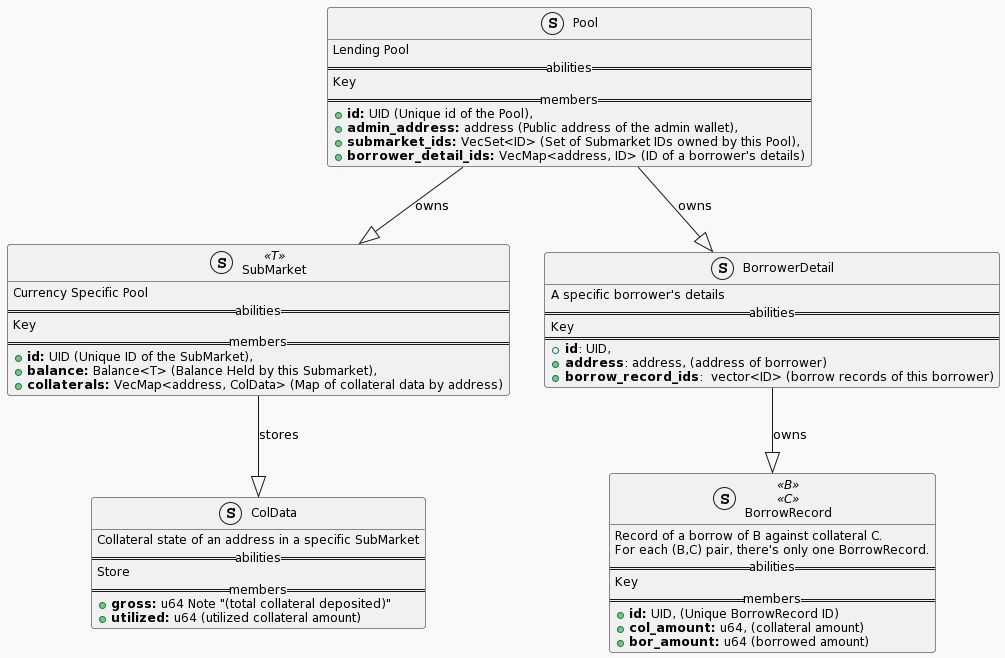 S Pool
Lending Pool
abilities
Key
members
id: UID (Unique id of the Pool),
admin_address: address (Public address of the admin wallet),
submarket_ids: VecSet<ID> (Set of Submarket IDs owned by this Pool),
borrower_detail_ids: VecMap<address, ID> (ID of a borrower's details)
owns
owns
«T»
S SubMarket
Currency Specific Pool
abilities
Key
members
id: UID (Unique ID of the SubMarket),
balance: Balance<T> (Balance Held by this Submarket),
collaterals: VecMap<address, ColData> (Map of collateral data by address)
S BorrowerDetail
A specific borrower's details
abilities
Key
id: UID,
address: address, (address of borrower)
borrow_record_ids:  vector<ID> (borrow records of this borrower)
stores
owns
S ColData
Collateral state of an address in a specific SubMarket
abilities
Store
members
gross: u64 Note "(total collateral deposited)"
utilized: u64 (utilized collateral amount)
«B»
S «C»
BorrowRecord
Record of a borrow of B against collateral C.
For each (B,C) pair, there's only one BorrowRecord.
abilities
Key
members
id: UID, (Unique BorrowRecord ID)
col_amount: u64, (collateral amount)
bor_amount: u64 (borrowed amount)